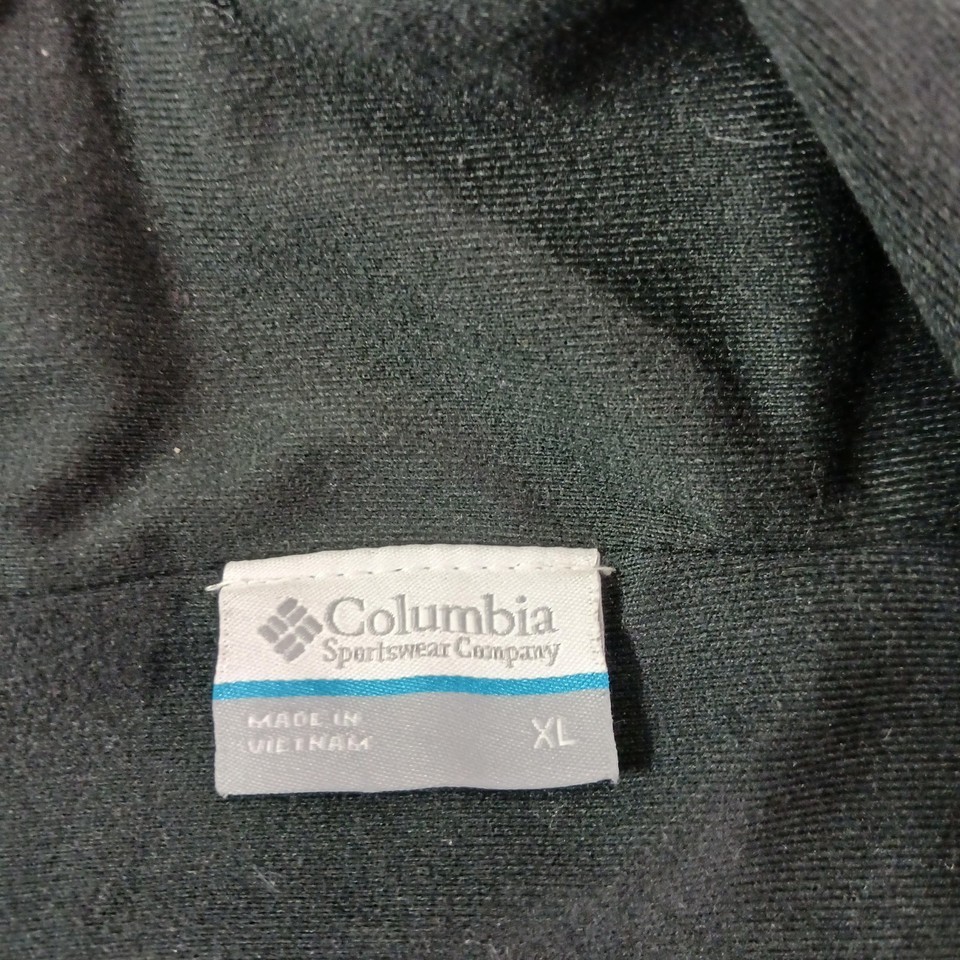 Columbia
Sportswear Company
MADE IN
VIETNAM
XL